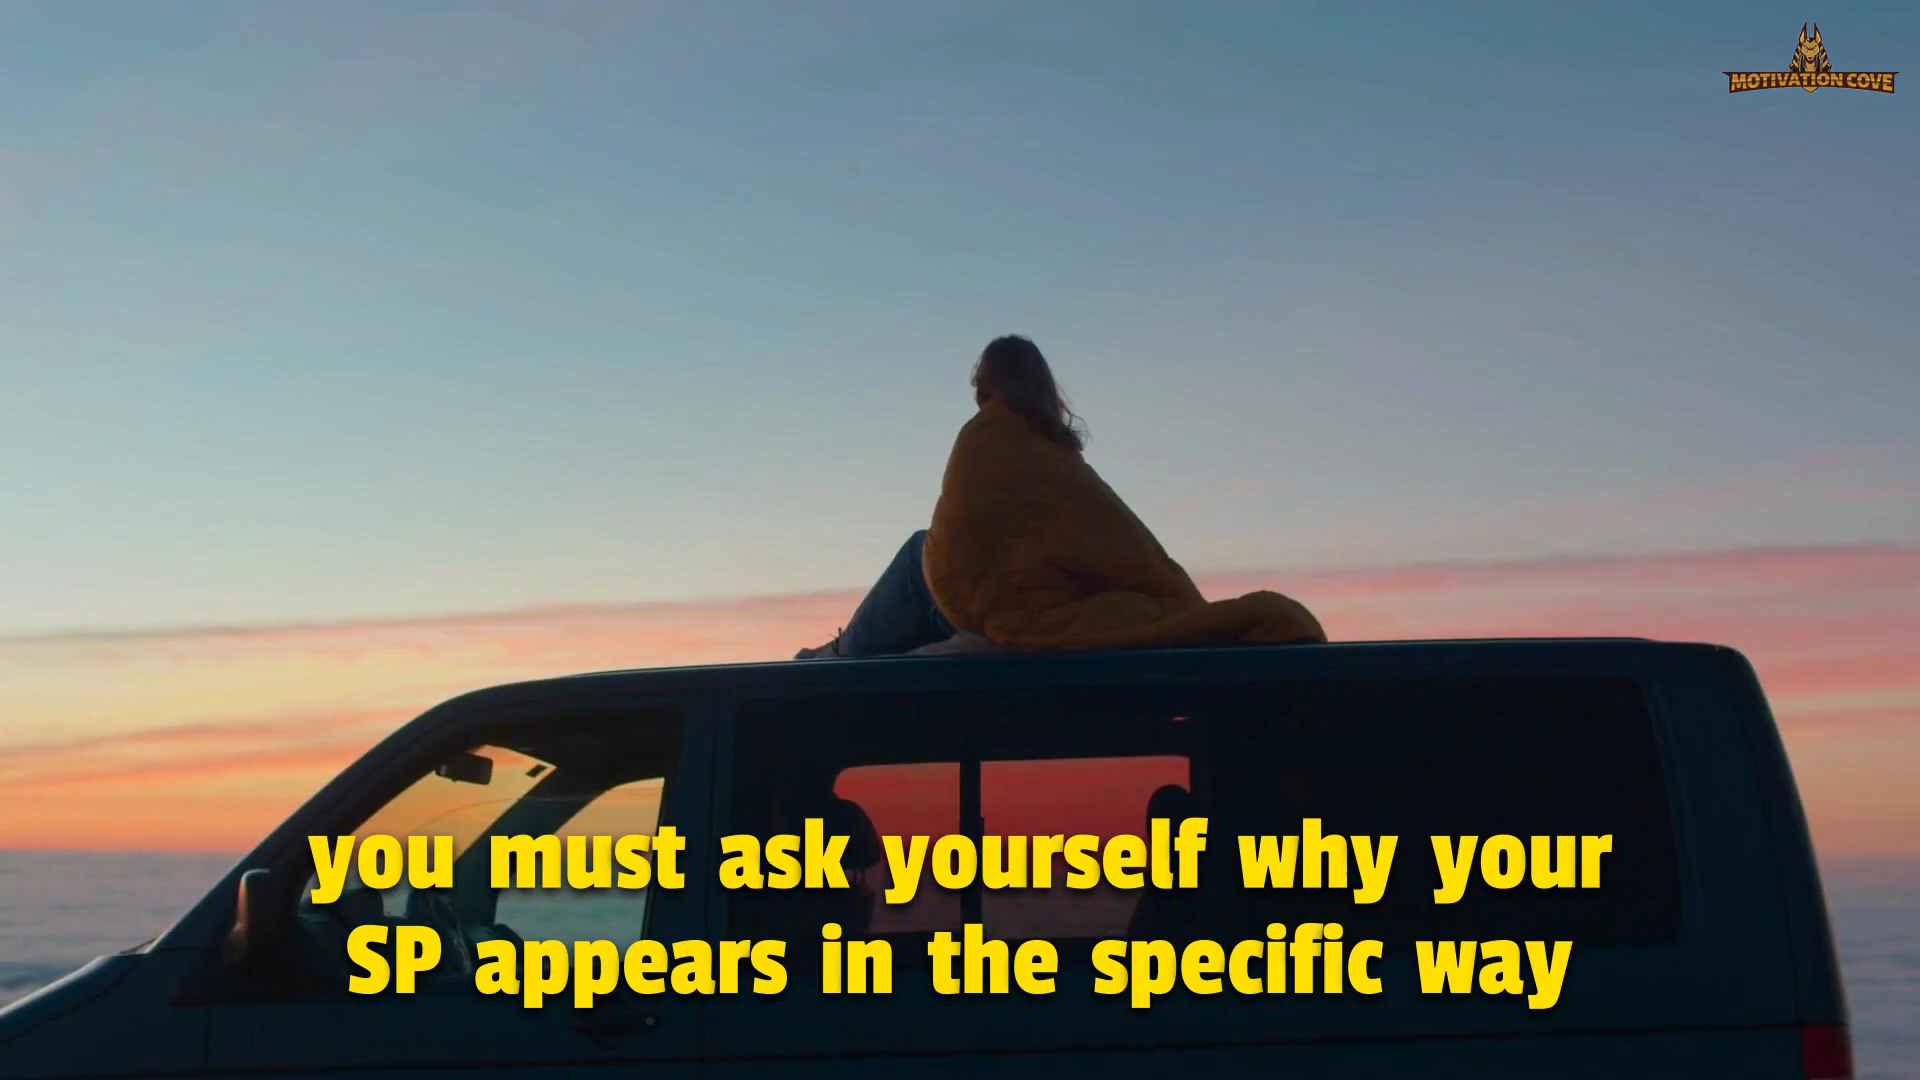 MOTIVATION COVE
you must ask yourself why your
SP appears in the specific way